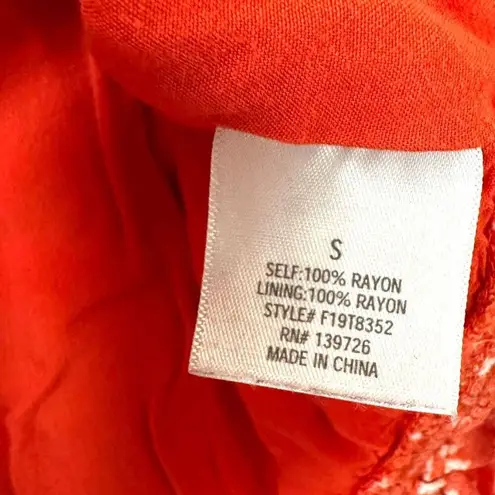 S
SELF:100% RAYON
LINING:100% RAYON
STYLE# F19T8352
RN# 139726
MADE IN CHINA